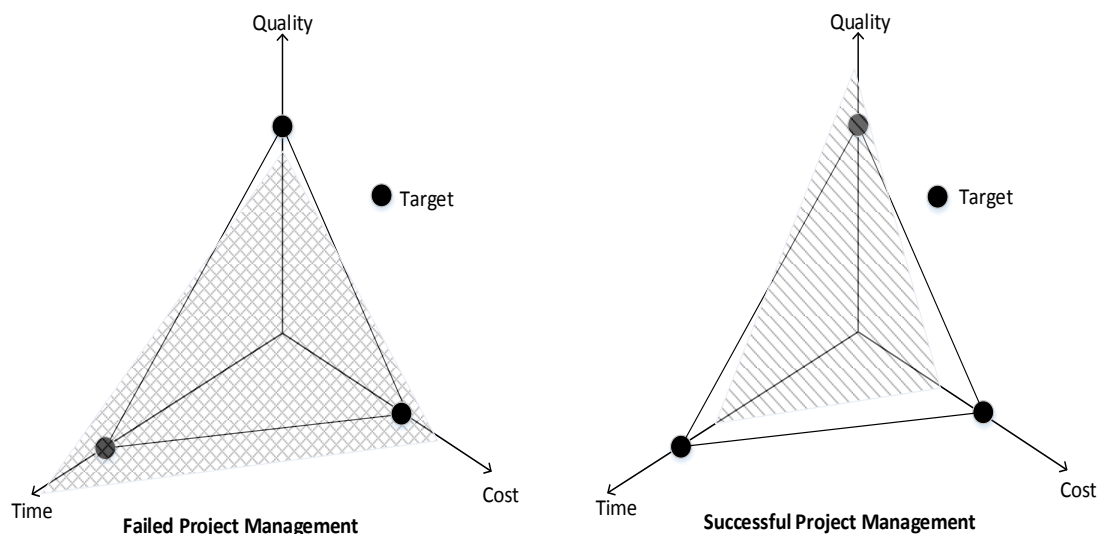 Quality
Target
Time
Cost
Failed Project Management
Quality
Target
Time
Cost
Successful Project Management